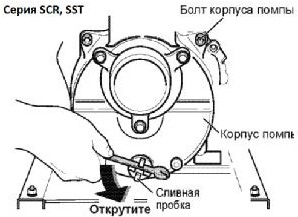 Серия SCR, SST
Болт корпуса помпы
Корпус помпы
Сливная
пробка
Открутите